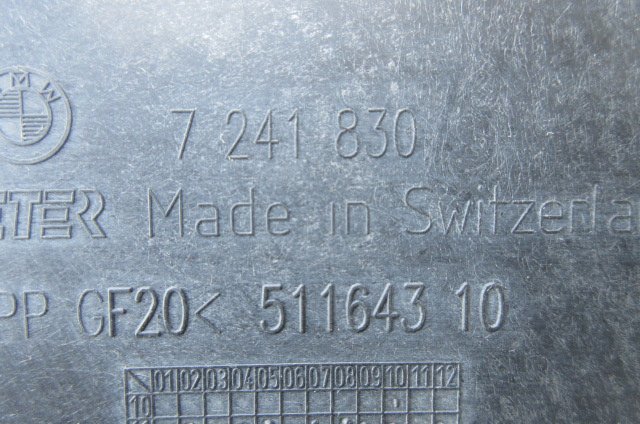 BMW
7 241 830
ETER Made in Switzerla
PP GF20< 511643 10
01 02 03 04 05 06 07 08 09 10 11 12
10